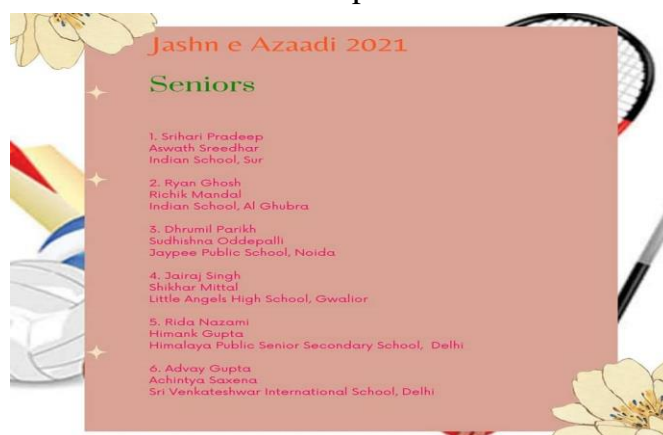 Jashn e Azaadi 2021
Seniors
1. Srihari Pradeep
Aswath Sreedhar
Indian School, Sur
2. Ryan Ghosh
Richik Mandal
Indian School, Al Ghubra
3. Dhrumil Parikh
Sudhishna Oddepalli
Jaypee Public School, Noida
4. Jairaj Singh
Shikhar Mittal
Little Angels High School, Gwalior
5. Rida Nazami
Himank Gupta
Himalaya Public Senior Secondary School, Delhi
6. Advay Gupta
Achintya Saxena
Sri Venkateshwar International School, Delhi